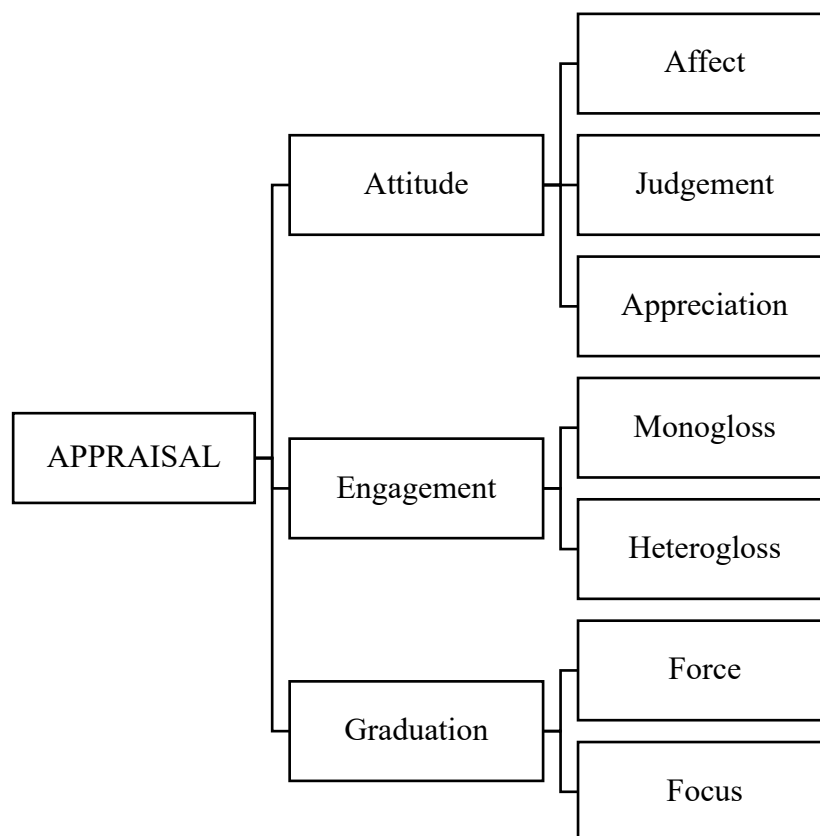 APPRAISAL
Attitude
Affect
Judgement
Appreciation
Engagement
Monogloss
Heterogloss
Graduation
Force
Focus